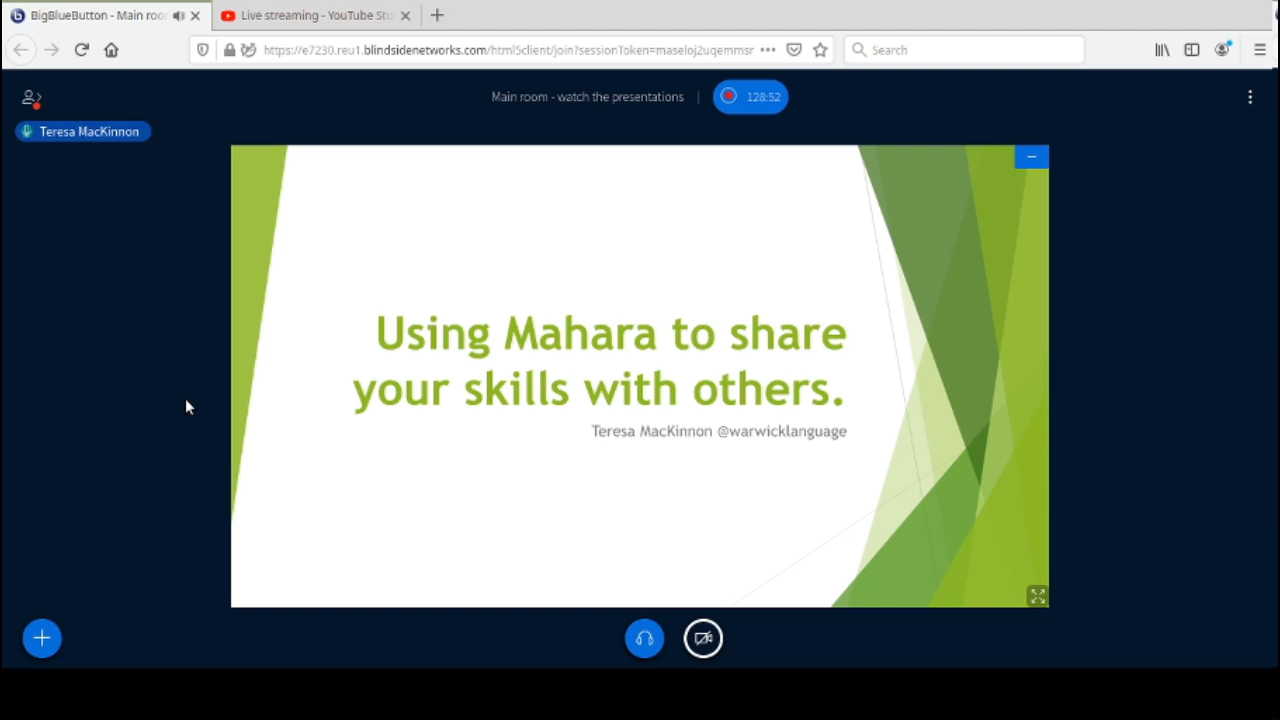 BigBlueButton - Main roo
Live streaming - YouTube Stu
https://e7230.reu1.blindsidenetworks.com/html5client/join?sessionToken=maseloj2uqemmsr
Search
Main room - watch the presentations
128:52
Teresa MacKinnon
Using Mahara to share
your skills with others.
Teresa MacKinnon @warwicklanguage